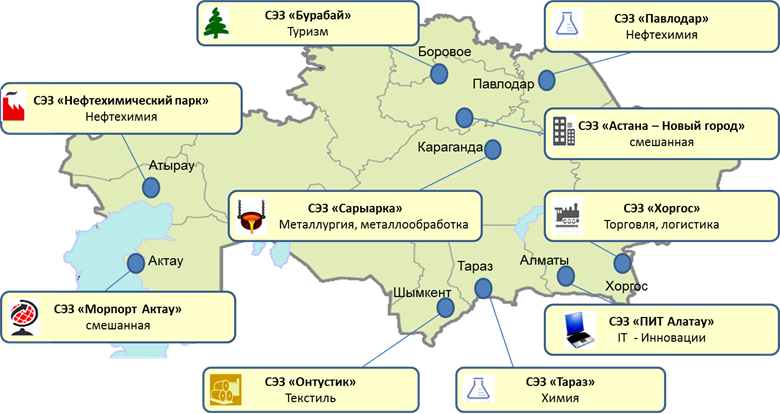 СЭЗ «Бурабай»
Туризм
СЭЗ «Павлодар»
Нефтехимия
Боровое
Павлодар
СЭЗ «Нефтехимический парк»
Нефтехимия
СЭЗ «Астана – Новый город»
смешанная
Караганда
Атырау
СЭЗ «Сарыарка»
Металлургия, металлообработка
СЭЗ «Хоргос»
Торговля, логистика
Актау
Тараз
Алматы
Хоргос
Шымкент
СЭЗ «Морпорт Актау»
смешанная
СЭЗ «ПИТ Алатау»
IT - Инновации
СЭЗ «Онтустик»
Текстиль
СЭЗ «Тараз»
Химия